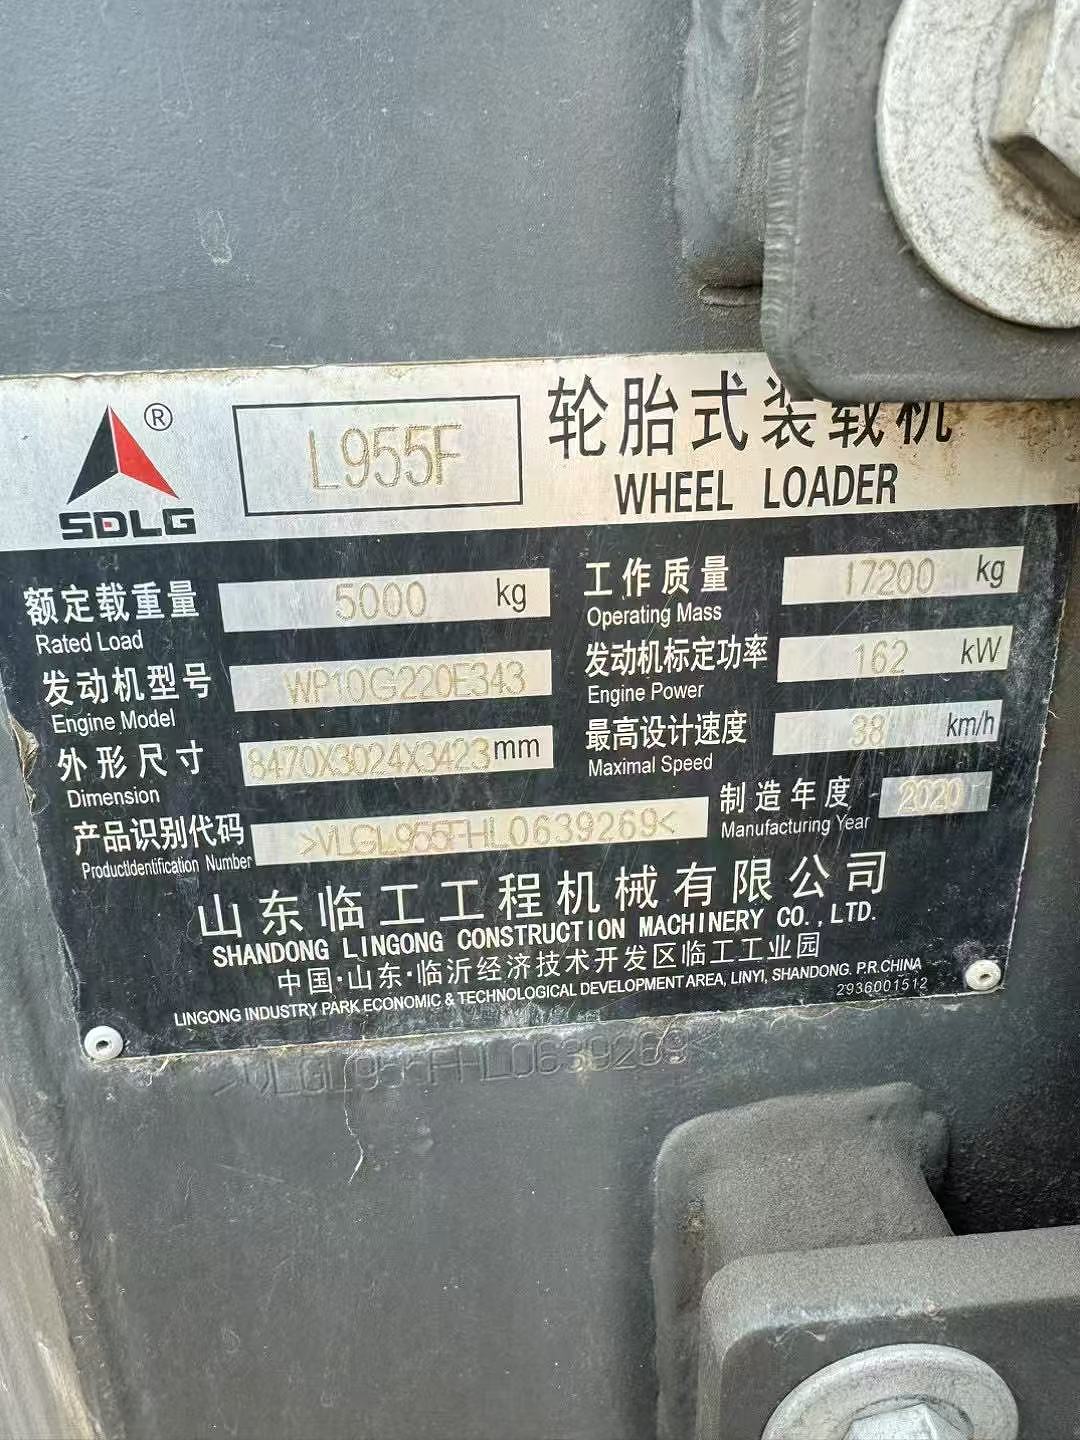 ® L955F 轮胎式装载机
SDLG WHEEL LOADER
额定载重量 5000 kg 工作质量 17200 kg
Rated Load Operating Mass
发动机型号 WP10G220E343 发动机标定功率 162 kW
Engine Model Engine Power
外形尺寸 8470X3024X3423 mm 最高设计速度 38 km/h
Dimension Maximal Speed
产品识别代码 >VLGL955FHL0639269< 制造年度 2020
ProductIdentification Number Manufacturing Year
山东临工工程机械有限公司
SHANDONG LINGONG CONSTRUCTION MACHINERY CO.,LTD.
中国·山东·临沂经济技术开发区临工工业园
LINGONG INDUSTRY PARK ECONOMIC & TECHNOLOGICAL DEVELOPMENT AREA, LINYI, SHANDONG. P.R.CHINA
2936001512
>VLGL955FHL0639269<